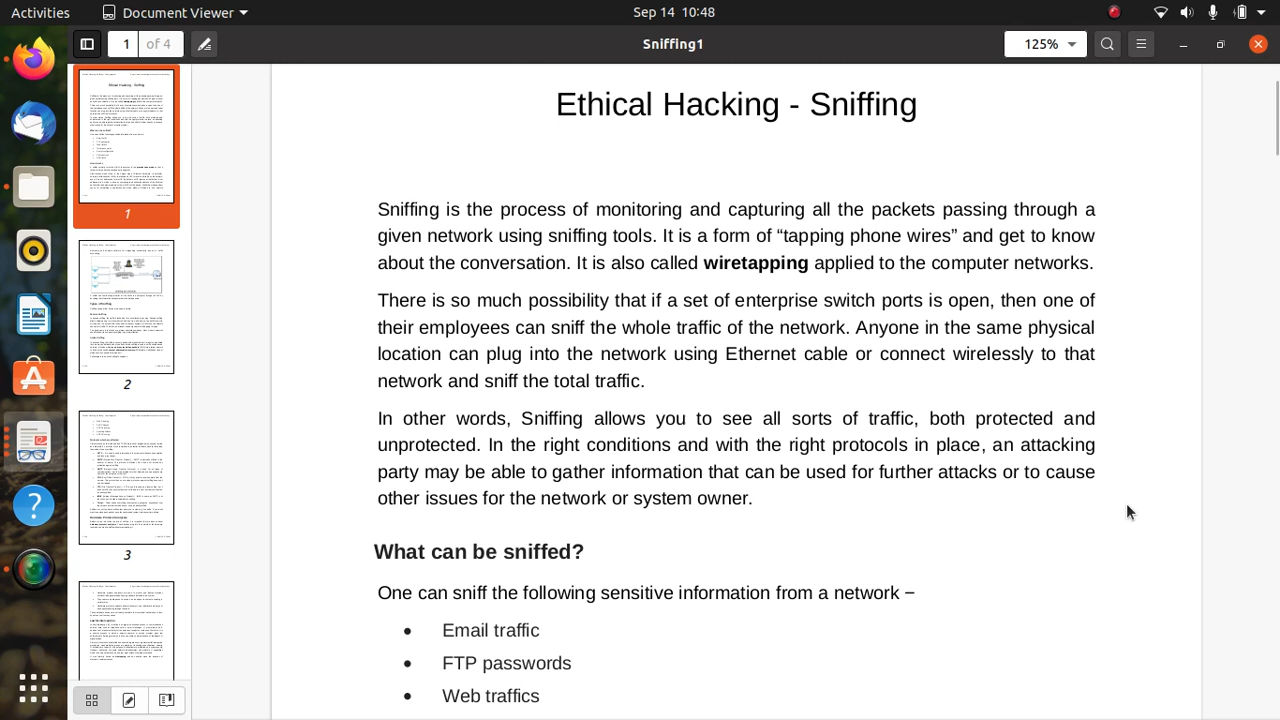 Activities
Document Viewer
Sep 14 10:48
1
of 4
Sniffing1
125%
1
2
3
Ethical Hacking - Sniffing
Sniffing is the process of monitoring and capturing all the packets passing through a
given network using sniffing tools. It is a form of “tapping phone wires” and get to know
about the conversation. It is also called wiretapping applied to the computer networks.
There is so much possibility that if a set of enterprise switch ports is open, then one of
their employees can sniff the whole traffic of the network. Anyone in the same physical
location can plug into the network using Ethernet cable or connect wirelessly to that
network and sniff the total traffic.
In other words, Sniffing allows you to see all sorts of traffic, both protected and
unprotected. In the right conditions and with the right protocols in place, an attacking
party may be able to gather information that can be used for further attacks or to cause
other issues for the network or system owner.
What can be sniffed?
One can sniff the following sensitive information from a network −
● Email traffic
● FTP passwords
● Web traffics